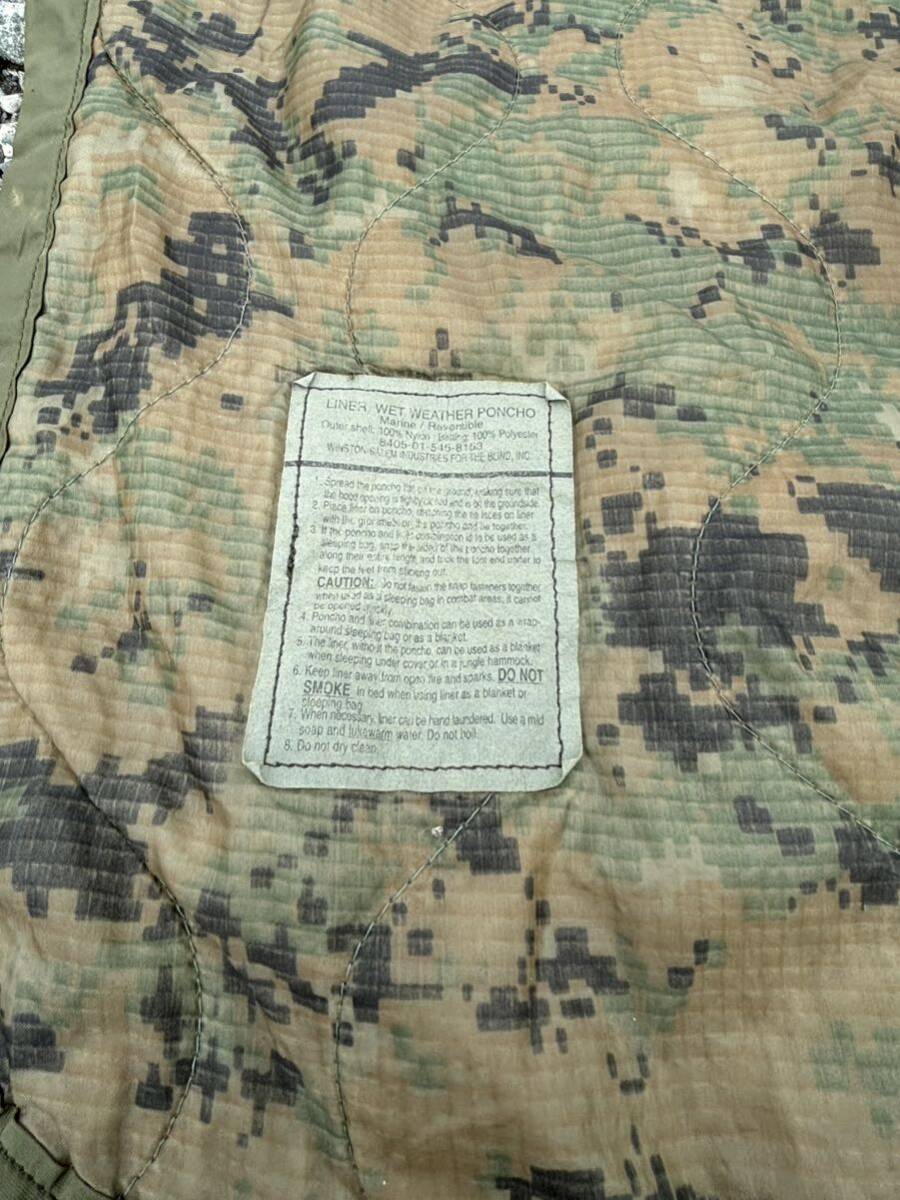 LINER, WET WEATHER PONCHO
Marine / Reversible
Outer shell: 100% Nylon 100% Polyester
8405-01-545-8163
WINSTON-SALEM INDUSTRIES FOR THE BLIND, INC.
1. Spread the poncho on the ground, making sure that
the hood opening is tightly and is on the groundside.
2. Place liner on poncho, on liner
with the on the poncho and tie together.
3. If the poncho and liner combination is to be used as a
sleeping bag, snap the sides of the poncho together
along their entire length and tuck the foot end under to
keep the feet from sticking out.
CAUTION: Do not fasten the snap fasteners together
when used as a sleeping bag in combat areas, it cannot
be opened quickly.
4. Poncho and liner combination can be used as a wrap-
around sleeping bag or as a blanket.
5. The liner, without the poncho, can be used as a blanket
when sleeping under cover or in a jungle hammock.
6. Keep liner away from open fire and sparks. DO NOT
SMOKE in bed when using liner as a blanket or
sleeping bag.
7. When necessary, liner can be hand laundered. Use a mild
soap and lukewarm water. Do not boil.
8. Do not dry clean.